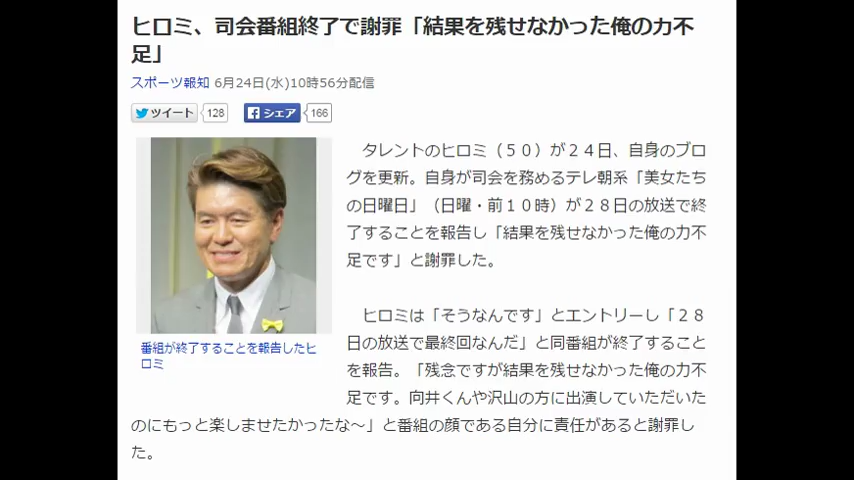 ヒロミ、司会番組終了で謝罪「結果を残せなかった俺の力不
足」
スポーツ報知 6月24日(水)10時56分配信
ツイート 128 シェア 166
タレントのヒロミ（５０）が２４日、自身のブロ
グを更新。自身が司会を務めるテレ朝系「美女たち
の日曜日」（日曜・前１０時）が２８日の放送で終
了することを報告し「結果を残せなかった俺の力不
足です」と謝罪した。
ヒロミは「そうなんです」とエントリーし「２８
日の放送で最終回なんだ」と同番組が終了すること
を報告。「残念ですが結果を残せなかった俺の力不
足です。向井くんや沢山の方に出演していただいた
のにもっと楽しませたかったな～」と番組の顔である自分に責任があると謝罪し
た。
番組が終了することを報告したヒ
ロミ